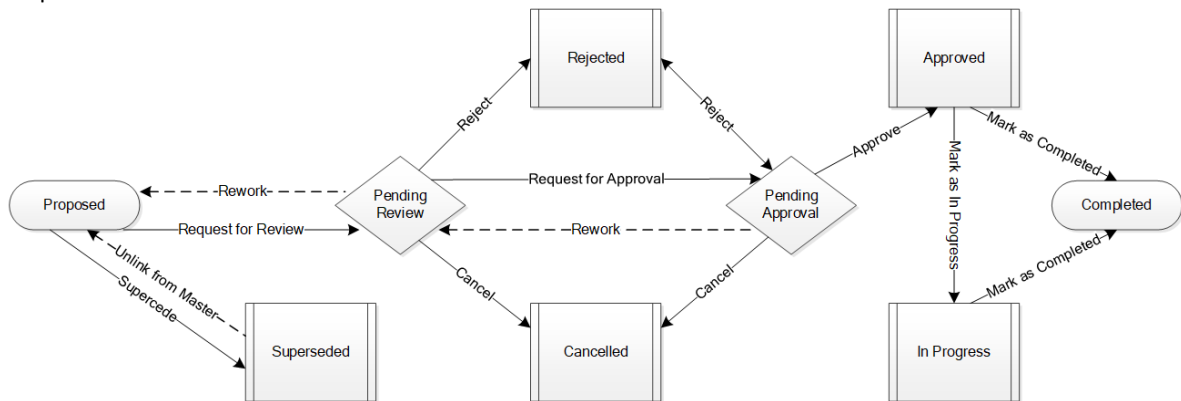 Rejected
Approved
Reject
Reject
Approve
Mark as Completed
Rework
Pending
Review
Request for Approval
Pending
Approval
Mark as In Progress
Proposed
Completed
Request for Review
Rework
Unlink from Master
Supercede
Cancel
Cancel
Mark as Completed
Superseded
Cancelled
In Progress